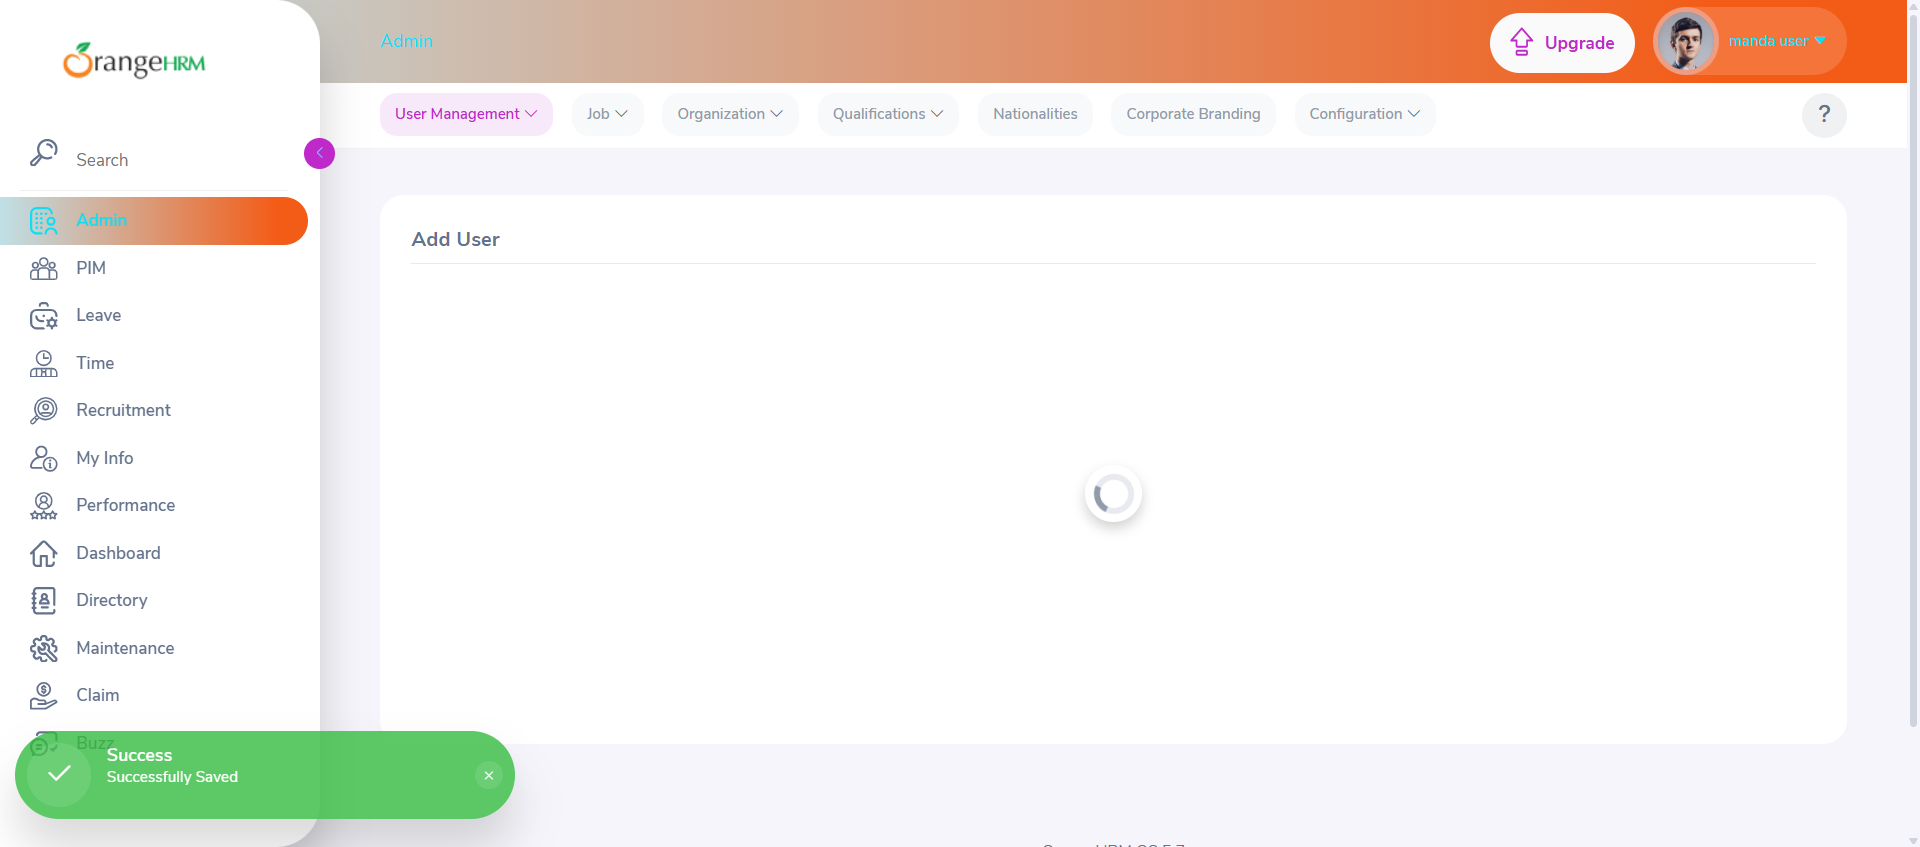 OrangeHRM
Search
Admin
PIM
Leave
Time
Recruitment
My Info
Performance
Dashboard
Directory
Maintenance
Claim
Buzz
Admin
Upgrade
manda user
User Management
Job
Organization
Qualifications
Nationalities
Corporate Branding
Configuration
?
Add User
Success
Successfully Saved